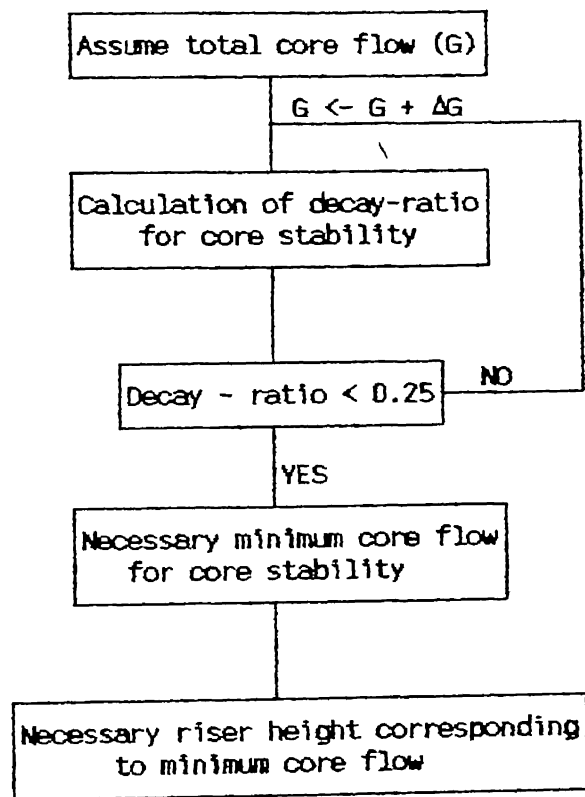 Assume total core flow (G)
G <- G + ΔG
Calculation of decay-ratio
for core stability
Decay - ratio < 0.25
NO
YES
Necessary minimum core flow
for core stability
Necessary riser height corresponding
to minimum core flow